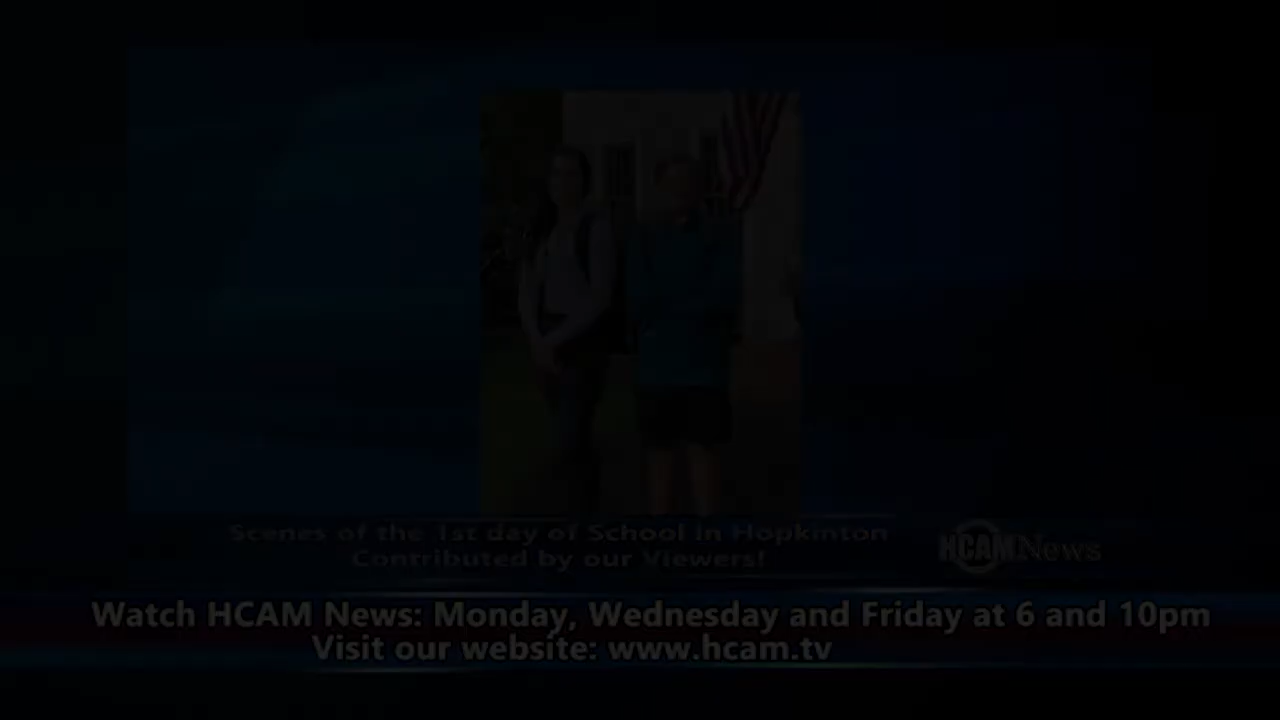 Scenes of the 1st day of School in Hopkinton
Contributed by our Viewers!
HCAM News
Watch HCAM News: Monday, Wednesday and Friday at 6 and 10pm
Visit our website: www.hcam.tv